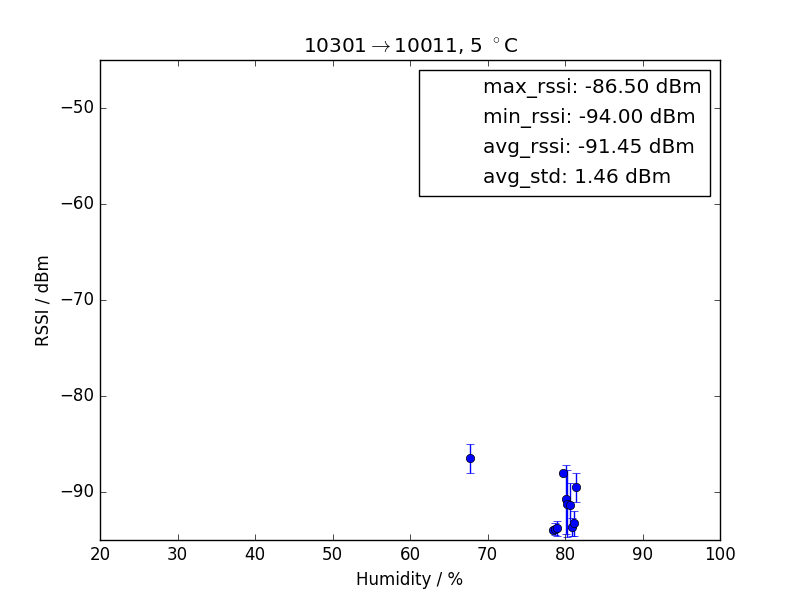 10301→10011, 5 °C
max_rssi: -86.50 dBm
min_rssi: -94.00 dBm
avg_rssi: -91.45 dBm
avg_std: 1.46 dBm
−50
−60
−70
−80
−90
RSSI / dBm
20 30 40 50 60 70 80 90 100
Humidity / %